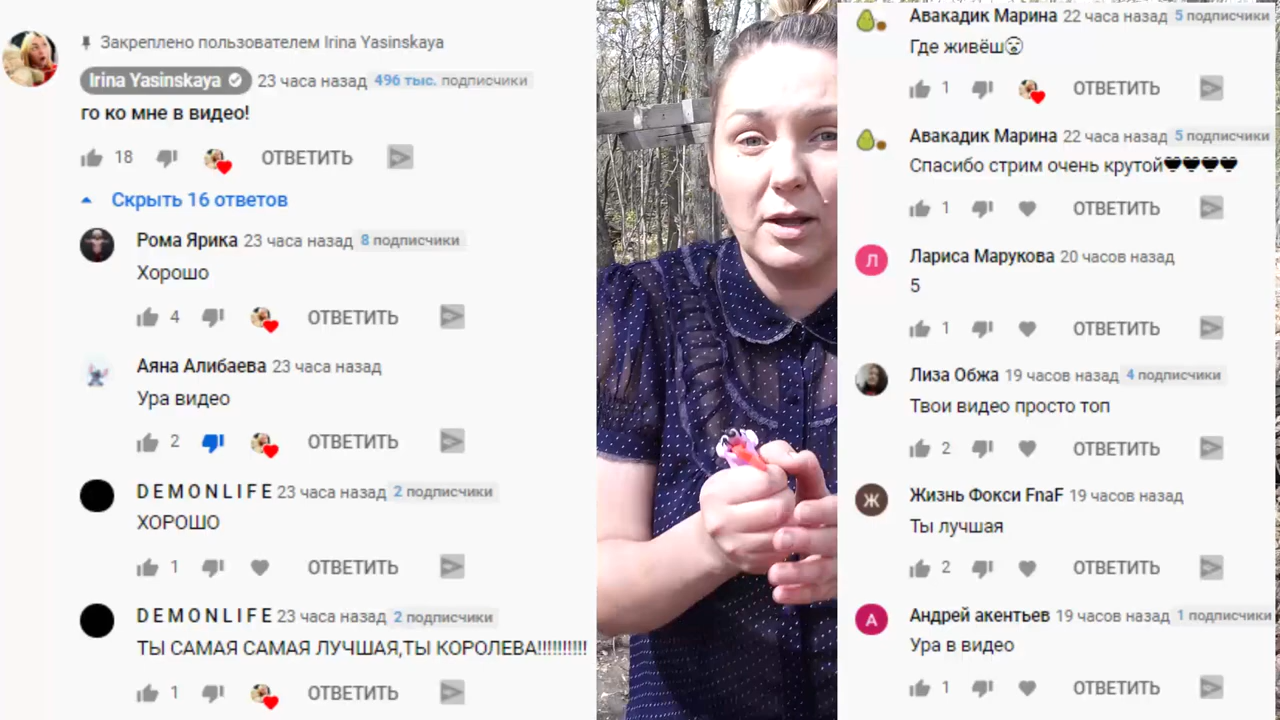 Закреплено пользователем Irina Yasinskaya
Irina Yasinskaya 23 часа назад 496 тыс. подписчики
го ко мне в видео!
18 ОТВЕТИТЬ
Скрыть 16 ответов
Рома Ярика 23 часа назад 8 подписчики
Хорошо
4 ОТВЕТИТЬ
Аяна Алибаева 23 часа назад
Ура видео
2 ОТВЕТИТЬ
D E M O N L I F E 23 часа назад 2 подписчики
ХОРОШО
1 ОТВЕТИТЬ
D E M O N L I F E 23 часа назад 2 подписчики
ТЫ САМАЯ САМАЯ ЛУЧШАЯ,ТЫ КОРОЛЕВА!!!!!!!!!!
1 ОТВЕТИТЬ
Авакадик Марина 22 часа назад 5 подписчики
Где живёш😮
1 ОТВЕТИТЬ
Авакадик Марина 22 часа назад 5 подписчики
Спасибо стрим очень крутой🖤🖤🖤🖤
1 ОТВЕТИТЬ
Л
Лариса Марукова 20 часов назад
5
1 ОТВЕТИТЬ
Лиза Обжа 19 часов назад 4 подписчики
Твои видео просто топ
2 ОТВЕТИТЬ
Ж
Жизнь Фокси FnaF 19 часов назад
Ты лучшая
2 ОТВЕТИТЬ
А
Андрей акентьев 19 часов назад 1 подписчики
Ура в видео
1 ОТВЕТИТЬ